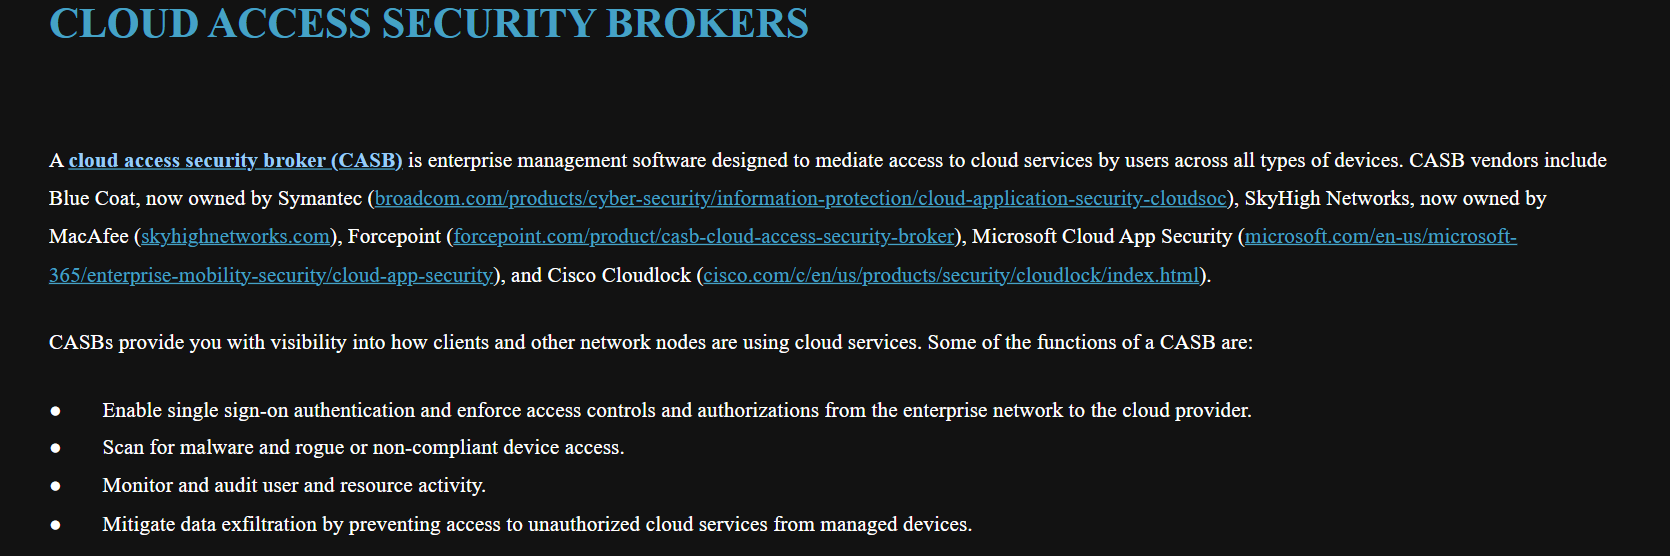 CLOUD ACCESS SECURITY BROKERS
A cloud access security broker (CASB) is enterprise management software designed to mediate access to cloud services by users across all types of devices. CASB vendors include
Blue Coat, now owned by Symantec (broadcom.com/products/cyber-security/information-protection/cloud-application-security-cloudsoc), SkyHigh Networks, now owned by
MacAfee (skyhighnetworks.com), Forcepoint (forcepoint.com/product/casb-cloud-access-security-broker), Microsoft Cloud App Security (microsoft.com/en-us/microsoft-
365/enterprise-mobility-security/cloud-app-security), and Cisco Cloudlock (cisco.com/c/en/us/products/security/cloudlock/index.html).
CASBs provide you with visibility into how clients and other network nodes are using cloud services. Some of the functions of a CASB are:
● Enable single sign-on authentication and enforce access controls and authorizations from the enterprise network to the cloud provider.
● Scan for malware and rogue or non-compliant device access.
● Monitor and audit user and resource activity.
● Mitigate data exfiltration by preventing access to unauthorized cloud services from managed devices.